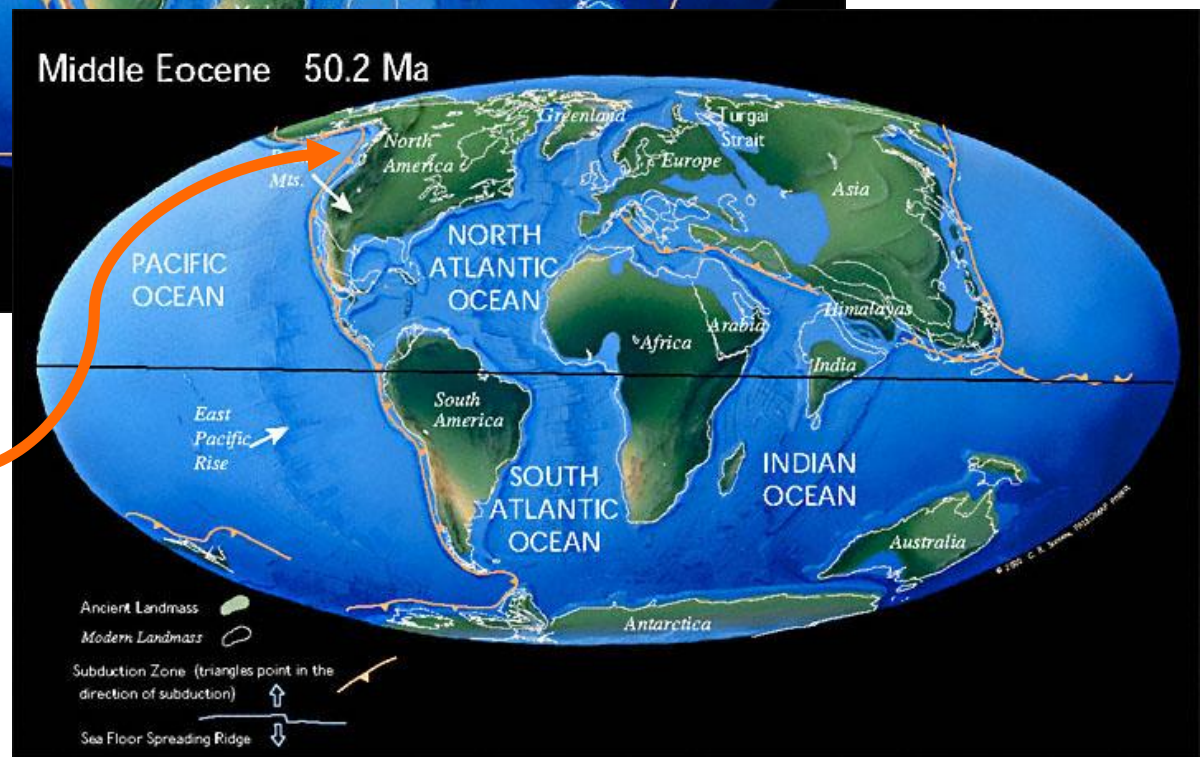 Middle Eocene 50.2 Ma
Greenland
Turgai
Strait
North
America
Mts.
Europe
Asia
NORTH
ATLANTIC
OCEAN
PACIFIC
OCEAN
Himalayas
Arabia
Africa
India
South
America
East
Pacific
Rise
SOUTH
ATLANTIC
OCEAN
INDIAN
OCEAN
Australia
Antarctica
Ancient Landmass
Modern Landmass
Subduction Zone (triangles point in the
direction of subduction)
Sea Floor Spreading Ridge